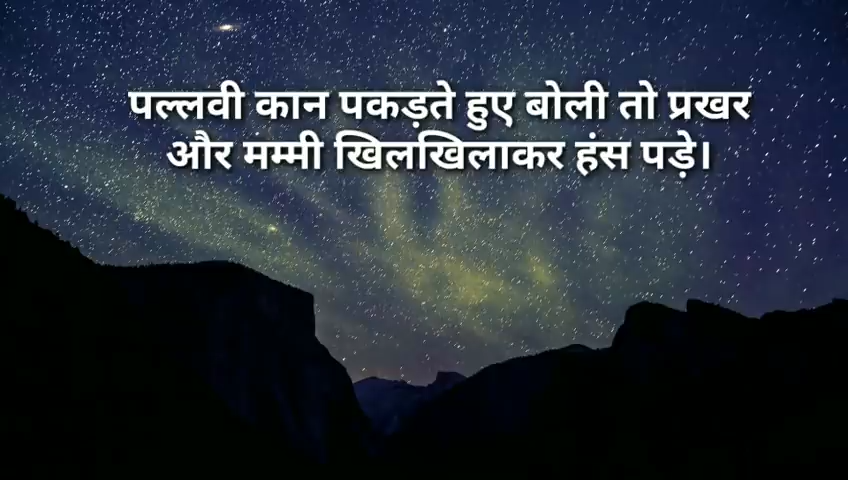 पल्लवी कान पकड़ते हुए बोली तो प्रखर
और मम्मी खिलखिलाकर हंस पड़े।